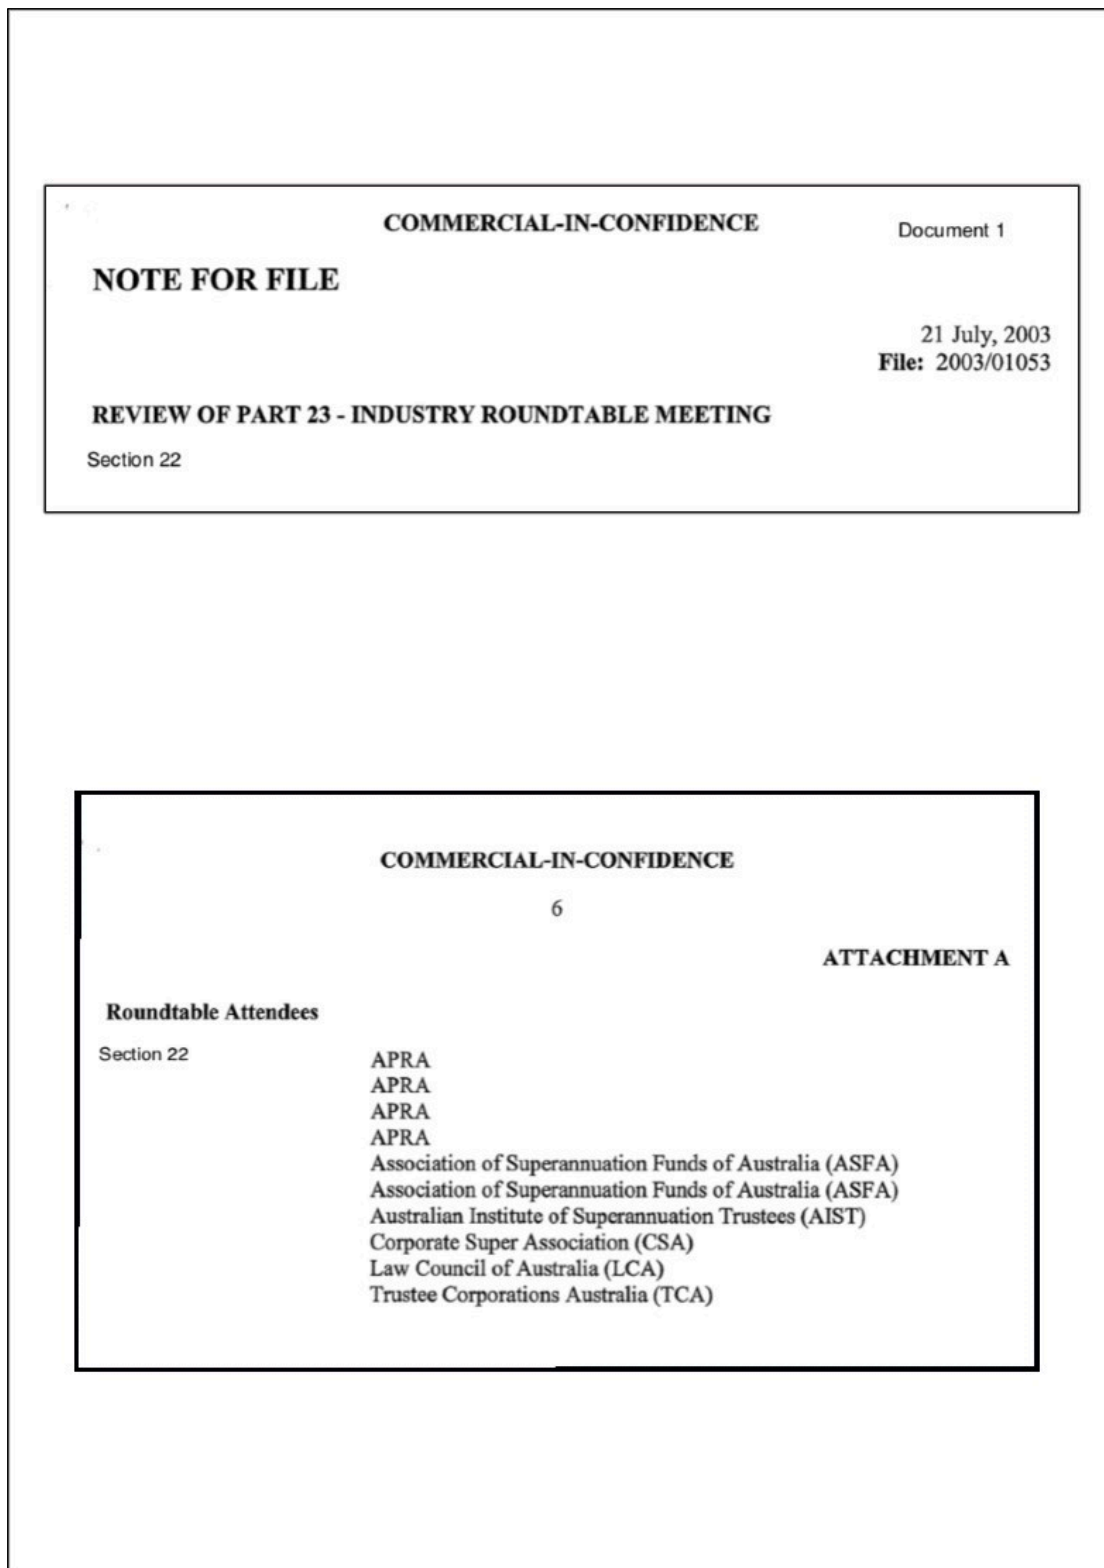 COMMERCIAL-IN-CONFIDENCE
Document 1
NOTE FOR FILE
21 July, 2003
File: 2003/01053
REVIEW OF PART 23 - INDUSTRY ROUNDTABLE MEETING
Section 22
COMMERCIAL-IN-CONFIDENCE
6
ATTACHMENT A
Roundtable Attendees
Section 22
APRA
APRA
APRA
APRA
Association of Superannuation Funds of Australia (ASFA)
Association of Superannuation Funds of Australia (ASFA)
Australian Institute of Superannuation Trustees (AIST)
Corporate Super Association (CSA)
Law Council of Australia (LCA)
Trustee Corporations Australia (TCA)